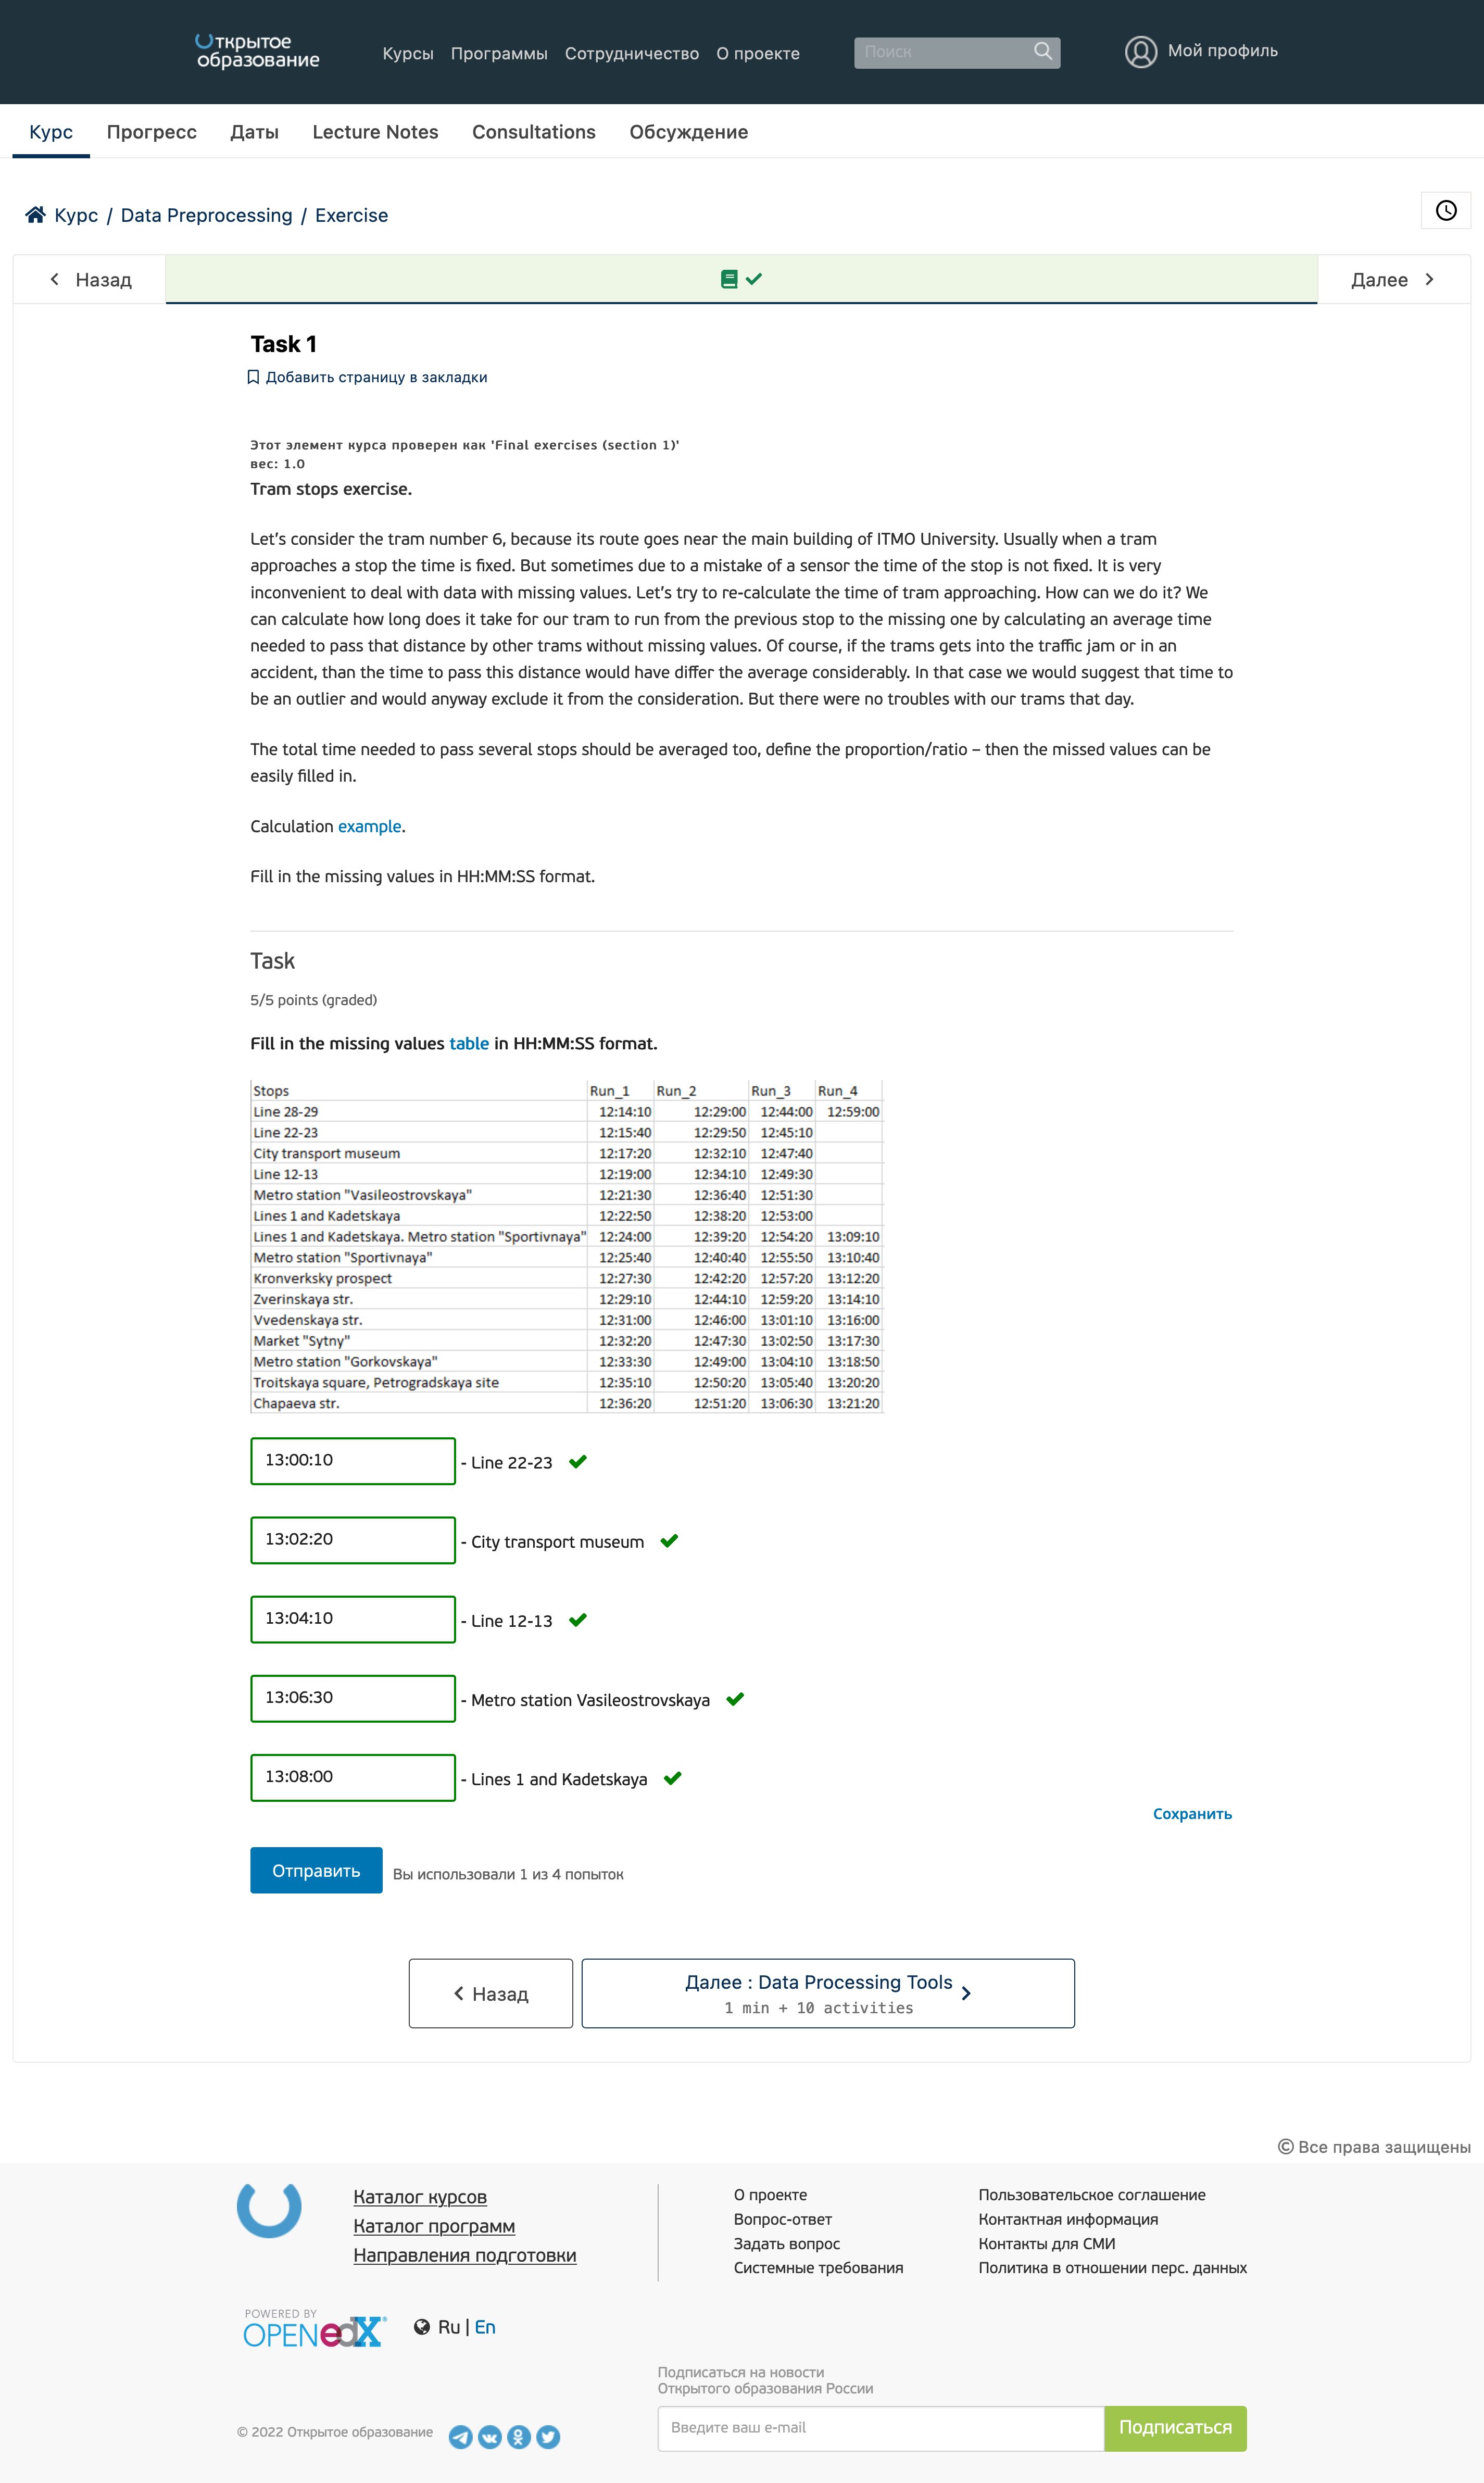 Открытое
образование
Курсы Программы Сотрудничество О проекте
Поиск
Мой профиль
Курс Прогресс Даты Lecture Notes Consultations Обсуждение
Курс / Data Preprocessing / Exercise
Назад
Далее
Task 1
Добавить страницу в закладки
Этот элемент курса проверен как 'Final exercises (section 1)'
вес: 1.0
Tram stops exercise.
Let's consider the tram number 6, because its route goes near the main building of ITMO University. Usually when a tram
approaches a stop the time is fixed. But sometimes due to a mistake of a sensor the time of the stop is not fixed. It is very
inconvenient to deal with data with missing values. Let's try to re-calculate the time of tram approaching. How can we do it? We
can calculate how long does it take for our tram to run from the previous stop to the missing one by calculating an average time
needed to pass that distance by other trams without missing values. Of course, if the trams gets into the traffic jam or in an
accident, than the time to pass this distance would have differ the average considerably. In that case we would suggest that time to
be an outlier and would anyway exclude it from the consideration. But there were no troubles with our trams that day.
The total time needed to pass several stops should be averaged too, define the proportion/ratio – then the missed values can be
easily filled in.
Calculation example.
Fill in the missing values in HH:MM:SS format.
Task
5/5 points (graded)
Fill in the missing values table in HH:MM:SS format.
Stops Run_1 Run_2 Run_3 Run_4
Line 28-29 12:14:10 12:29:00 12:44:00 12:59:00
Line 22-23 12:15:40 12:29:50 12:45:10
City transport museum 12:17:20 12:32:10 12:47:40
Line 12-13 12:19:00 12:34:10 12:49:30
Metro station "Vasileostrovskaya" 12:21:30 12:36:40 12:51:30
Lines 1 and Kadetskaya 12:22:50 12:38:20 12:53:00
Lines 1 and Kadetskaya. Metro station "Sportivnaya" 12:24:00 12:39:20 12:54:20 13:09:10
Metro station "Sportivnaya" 12:25:40 12:40:40 12:55:50 13:10:40
Kronverksky prospect 12:27:30 12:42:20 12:57:20 13:12:20
Zverinskaya str. 12:29:10 12:44:10 12:59:20 13:14:10
Vvedenskaya str. 12:31:00 12:46:00 13:01:10 13:16:00
Market "Sytny" 12:32:20 12:47:30 13:02:50 13:17:30
Metro station "Gorkovskaya" 12:33:30 12:49:00 13:04:10 13:18:50
Troitskaya square, Petrogradskaya site 12:35:10 12:50:20 13:05:40 13:20:20
Chapaeva str. 12:36:20 12:51:20 13:06:30 13:21:20
13:00:10 - Line 22-23
13:02:20 - City transport museum
13:04:10 - Line 12-13
13:06:30 - Metro station Vasileostrovskaya
13:08:00 - Lines 1 and Kadetskaya
Сохранить
Отправить Вы использовали 1 из 4 попыток
Назад
Далее : Data Processing Tools
1 min + 10 activities
© Все права защищены
Каталог курсов
Каталог программ
Направления подготовки
О проекте
Вопрос-ответ
Задать вопрос
Системные требования
Пользовательское соглашение
Контактная информация
Контакты для СМИ
Политика в отношении перс. данных
POWERED BY
OPEN edX
Ru | En
Подписаться на новости
Открытого образования России
© 2022 Открытое образование
Введите ваш e-mail
Подписаться